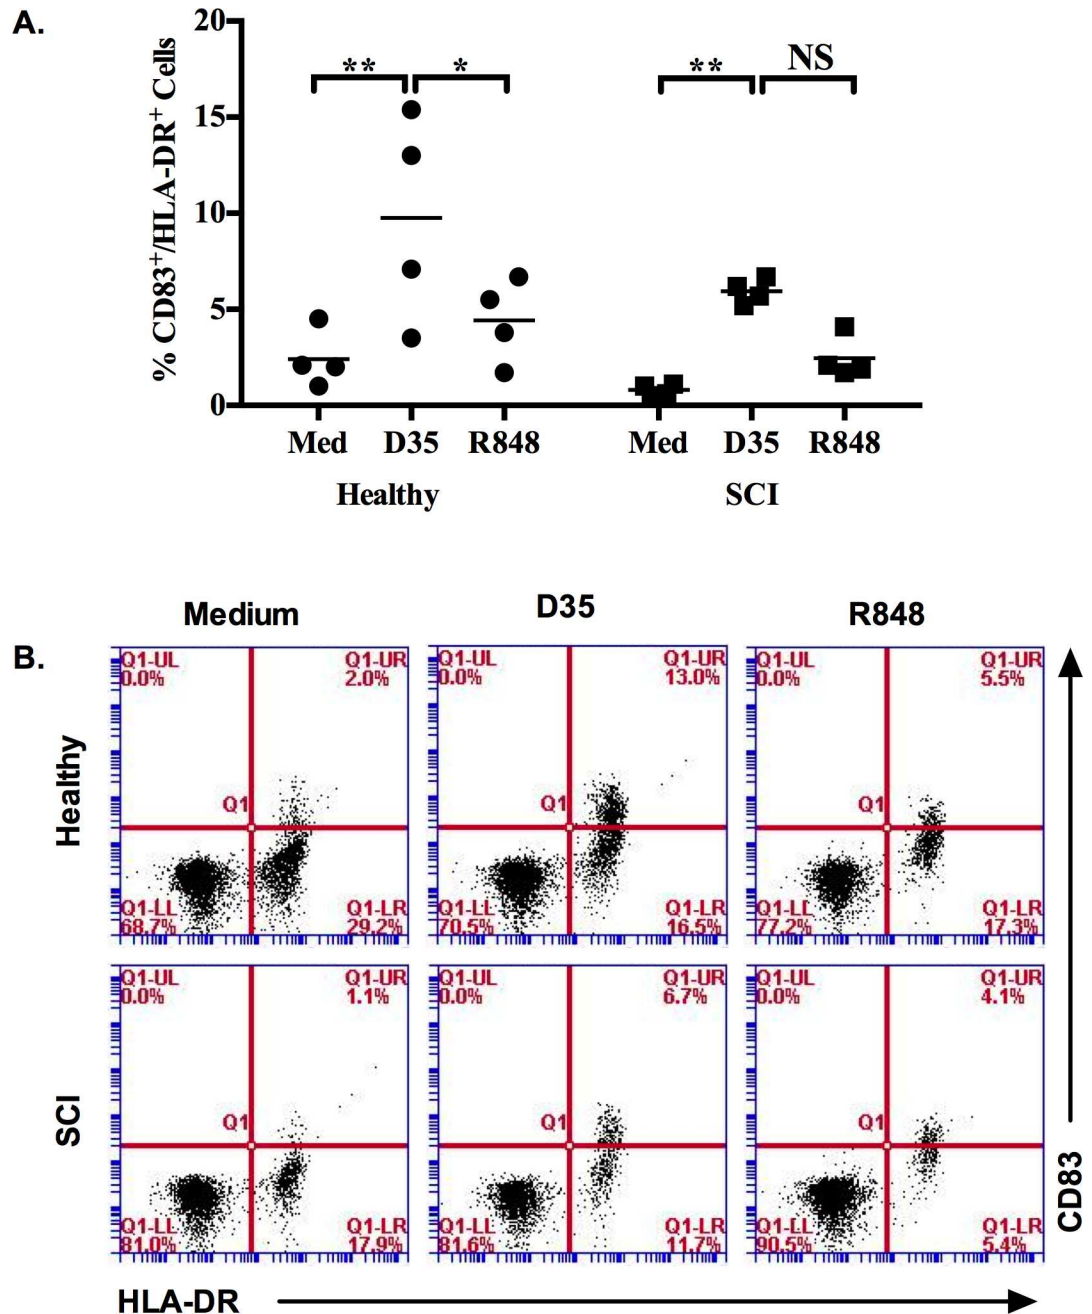 A.
% CD83+/HLA-DR+ Cells
20
15
10
5
0
** * ** NS
Med D35 R848 Med D35 R848
Healthy SCI
B.
Medium D35 R848
Healthy
Q1-UL Q1-UR Q1-UL Q1-UR Q1-UL Q1-UR
0.0% 2.0% 0.0% 13.0% 0.0% 5.5%
Q1 Q1 Q1
Q1-LL Q1-LR Q1-LL Q1-LR Q1-LL Q1-LR
68.7% 29.2% 70.5% 16.5% 77.2% 17.3%
SCI
Q1-UL Q1-UR Q1-UL Q1-UR Q1-UL Q1-UR
0.0% 1.1% 0.0% 6.7% 0.0% 4.1%
Q1 Q1 Q1
Q1-LL Q1-LR Q1-LL Q1-LR Q1-LL Q1-LR
81.0% 17.9% 81.6% 11.7% 90.5% 5.4%
CD83
HLA-DR